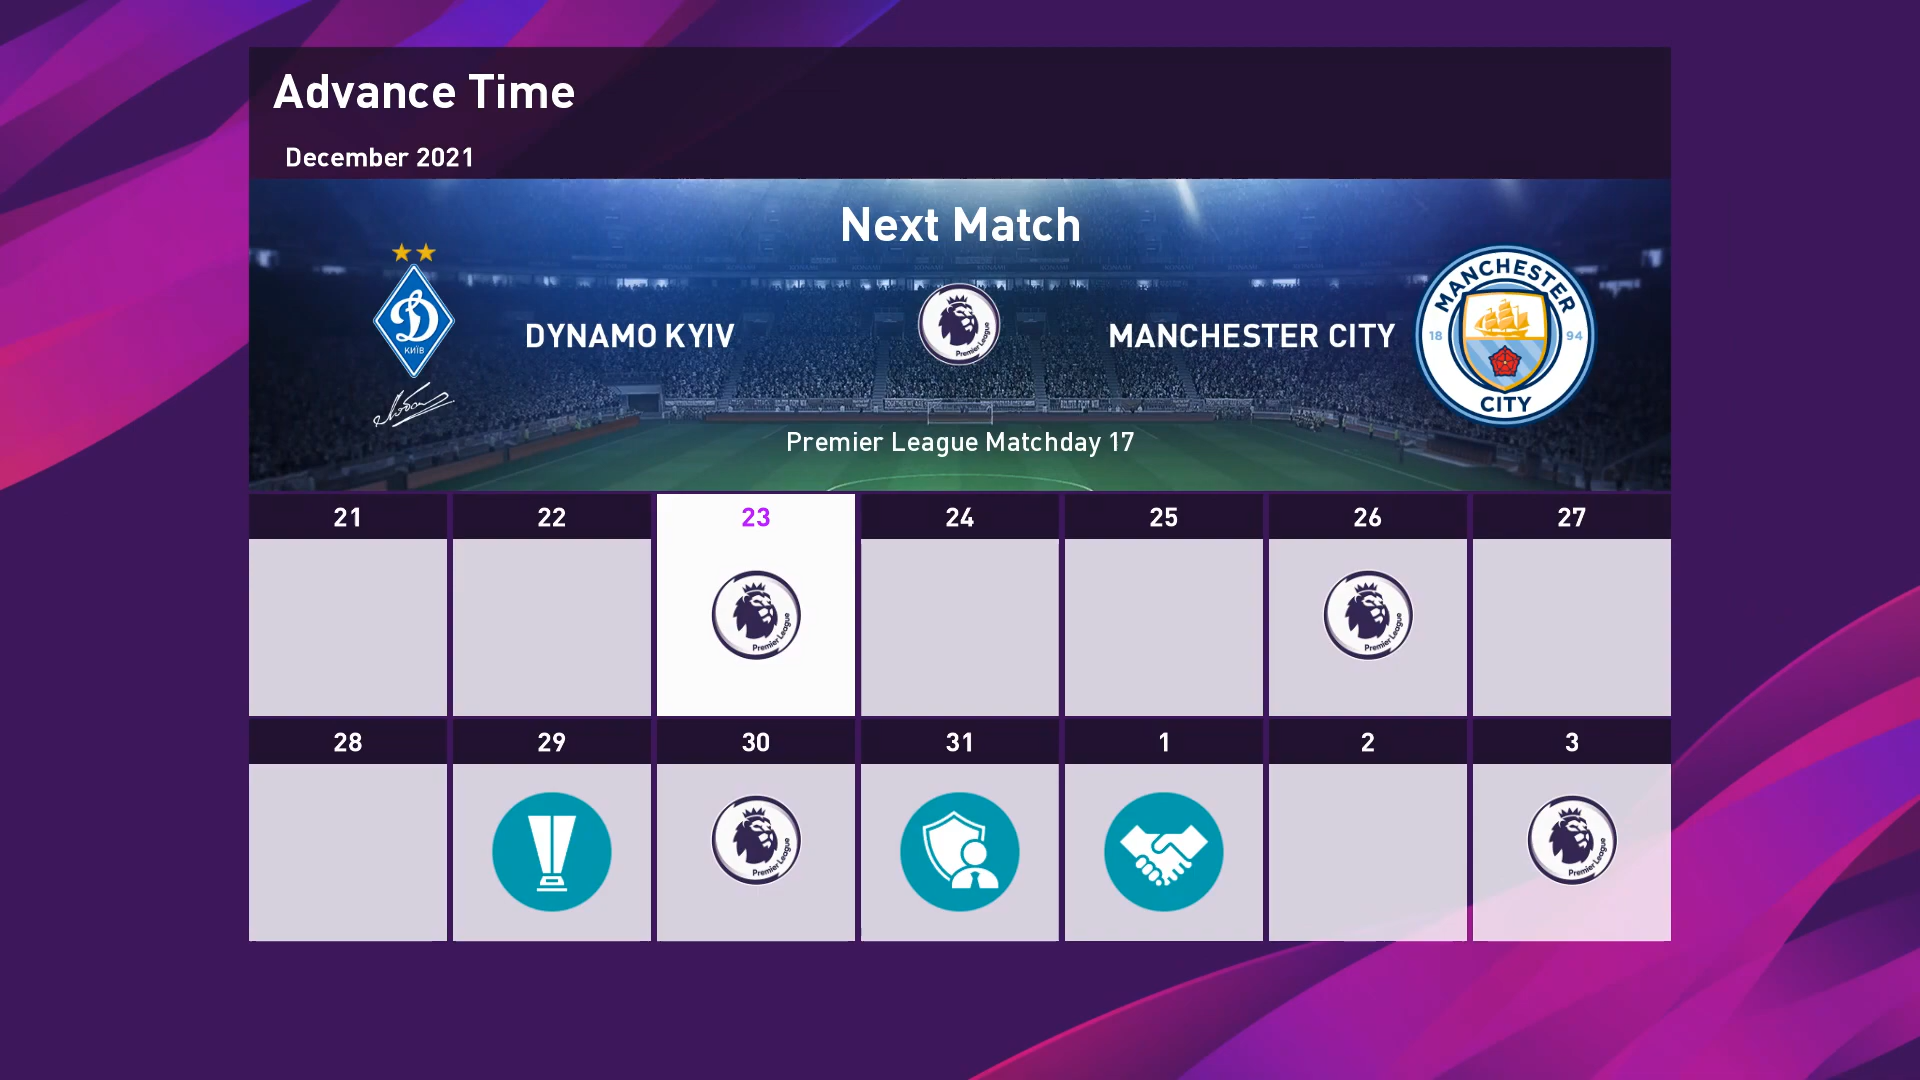 Advance Time
December 2021
Next Match
DYNAMO KYIV
MANCHESTER CITY
КИЇВ
Premier League
MANCHESTER
18 94
CITY
Premier League Matchday 17
21 22 23 24 25 26 27
Premier League
Premier League
28 29 30 31 1 2 3
Premier League
Premier League